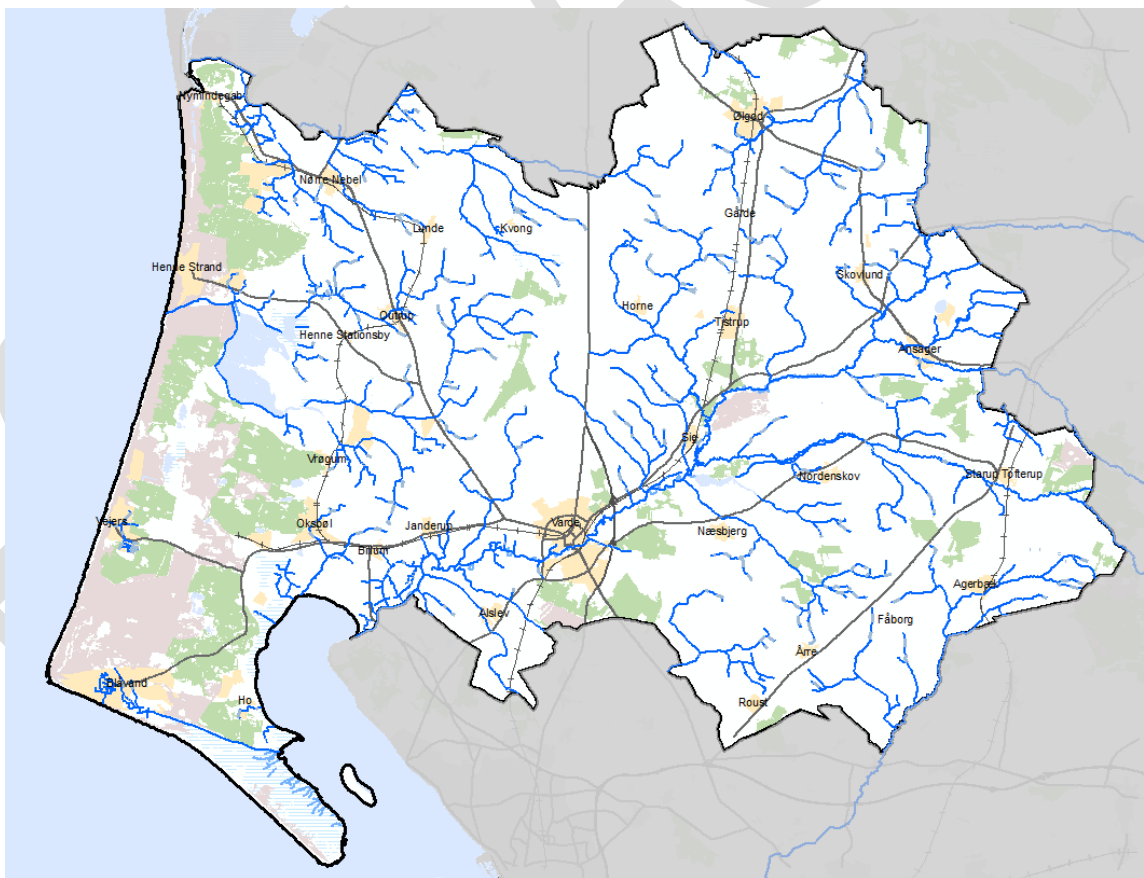 Nymindegab
Ølgod
Nørre Nebel
Gårde
Lunde
Kvong
Henne Strand
Skovlund
Horne
Outrup
Tistrup
Henne Stationsby
Ansager
Sig
Vrøgum
Nordenskov
Starup Tofterup
Vejers
Oksbøl
Janderup
Varde
Næsbjerg
Billum
Agerbæk
Alslev
Fåborg
Årre
Blåvand
Ho
Roust